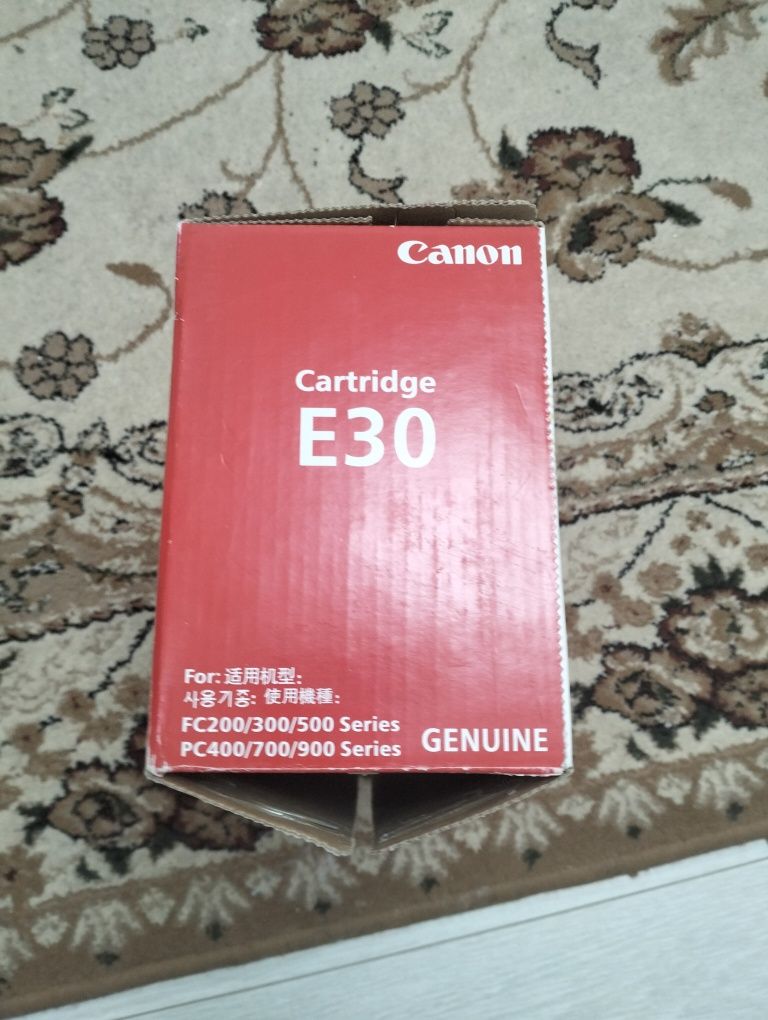 Canon
Cartridge
E30
For: 适用机型:
사용기종: 使用機種:
FC200/300/500 Series
PC400/700/900 Series
GENUINE